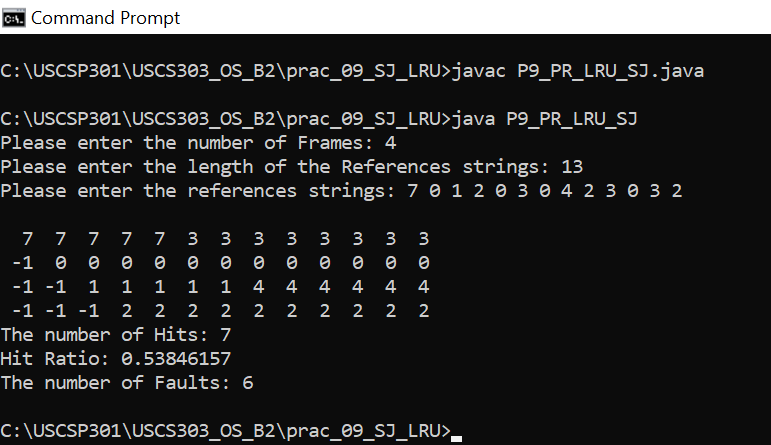 Command Prompt
C:\USCSP301\USCS303_OS_B2\prac_09_SJ_LRU>javac P9_PR_LRU_SJ.java
C:\USCSP301\USCS303_OS_B2\prac_09_SJ_LRU>java P9_PR_LRU_SJ
Please enter the number of Frames: 4
Please enter the length of the References strings: 13
Please enter the references strings: 7 0 1 2 0 3 0 4 2 3 0 3 2
7 7 7 7 7 3 3 3 3 3 3 3 3
-1 0 0 0 0 0 0 0 0 0 0 0 0
-1 -1 1 1 1 1 1 4 4 4 4 4 4
-1 -1 -1 2 2 2 2 2 2 2 2 2 2
The number of Hits: 7
Hit Ratio: 0.53846157
The number of Faults: 6
C:\USCSP301\USCS303_OS_B2\prac_09_SJ_LRU>